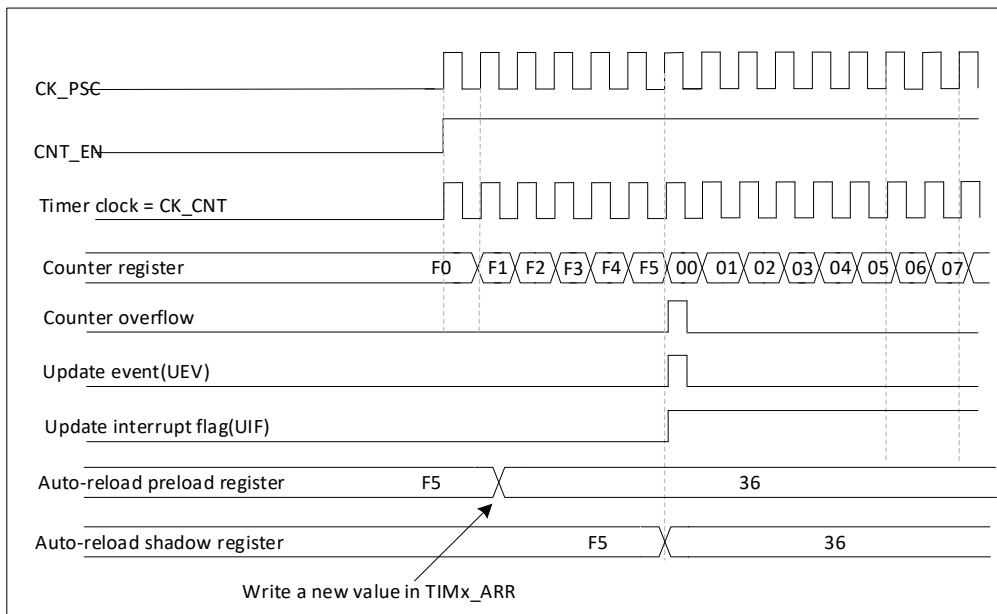 CK_PSC
CNT_EN
Timer clock = CK_CNT
Counter register F0 F1 F2 F3 F4 F5 00 01 02 03 04 05 06 07
Counter overflow
Update event(UEV)
Update interrupt flag(UIF)
Auto-reload preload register F5 36
Auto-reload shadow register F5 36
Write a new value in TIMx_ARR